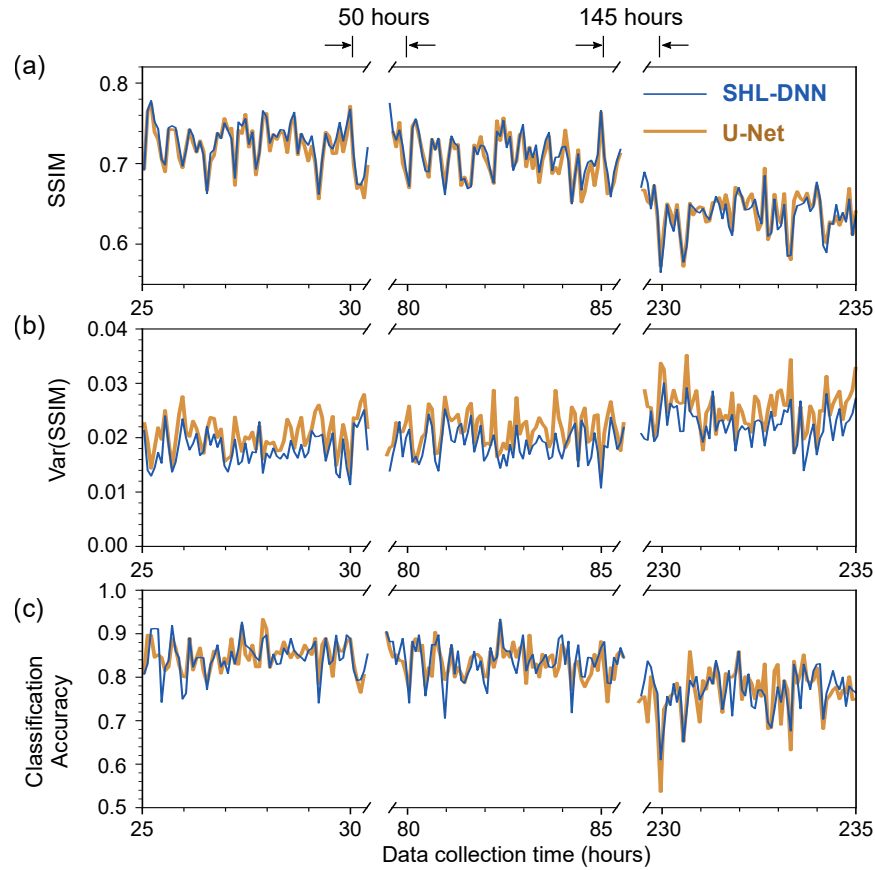 50 hours 145 hours
(a)
SHL-DNN
U-Net
SSIM
0.8
0.7
0.6
25 30 80 85 230 235
(b)
Var(SSIM)
0.04
0.03
0.02
0.01
0.00
25 30 80 85 230 235
(c)
Classification
Accuracy
1.0
0.9
0.8
0.7
0.6
0.5
25 30 80 85 230 235
Data collection time (hours)